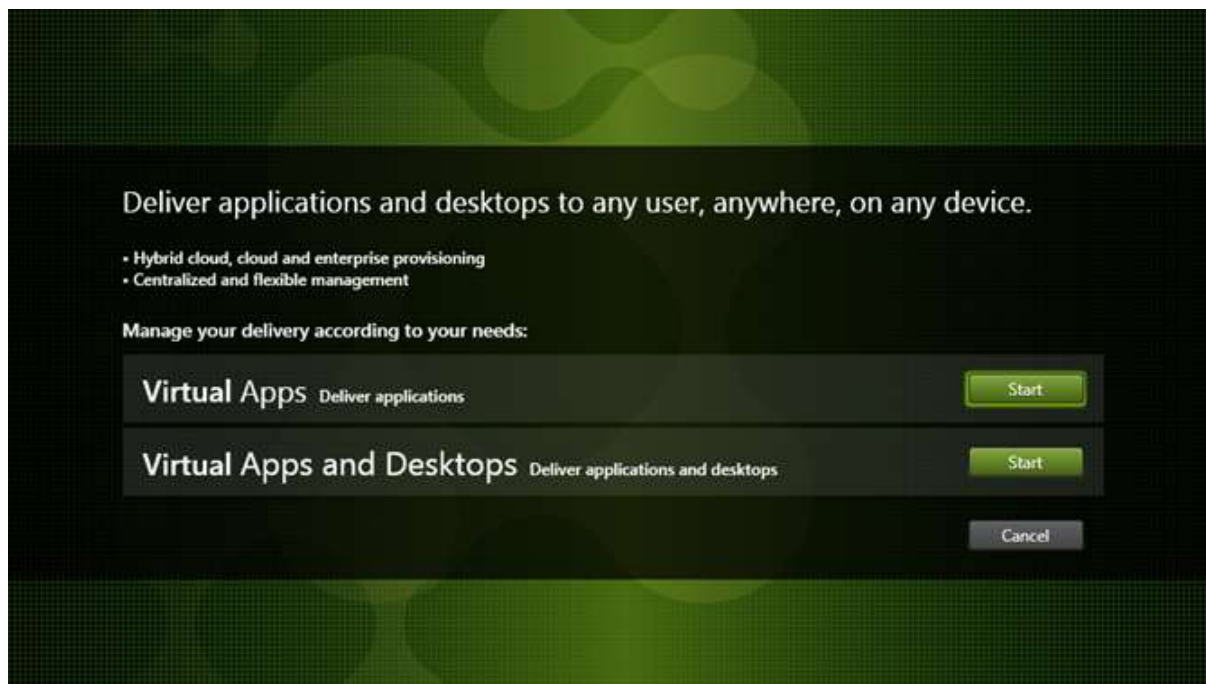 Deliver applications and desktops to any user, anywhere, on any device.
• Hybrid cloud, cloud and enterprise provisioning
• Centralized and flexible management
Manage your delivery according to your needs:
Virtual Apps Deliver applications
Start
Virtual Apps and Desktops Deliver applications and desktops
Start
Cancel